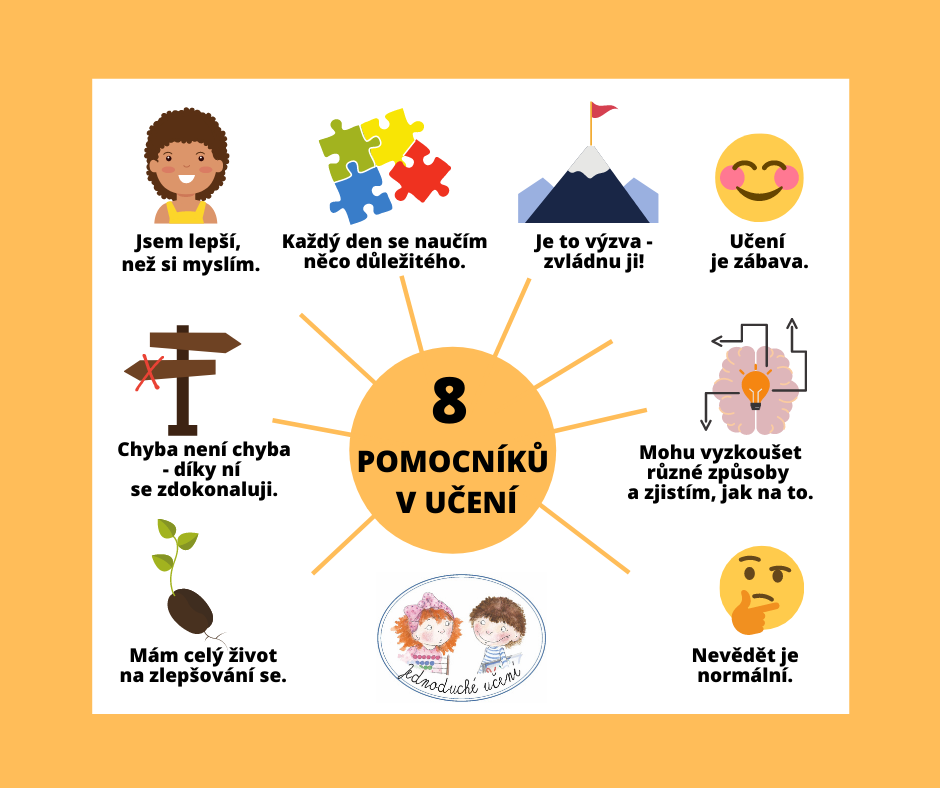 Jsem lepší,
než si myslím.
Každý den se naučím
něco důležitého.
Je to výzva -
zvládnu ji!
Učení
je zábava.
Chyba není chyba
- díky ní
se zdokonaluji.
8
POMOCNÍKŮ
V UČENÍ
Mohu vyzkoušet
různé způsoby
a zjistím, jak na to.
Mám celý život
na zlepšování se.
Jednoduché učení
Nevědět je
normální.